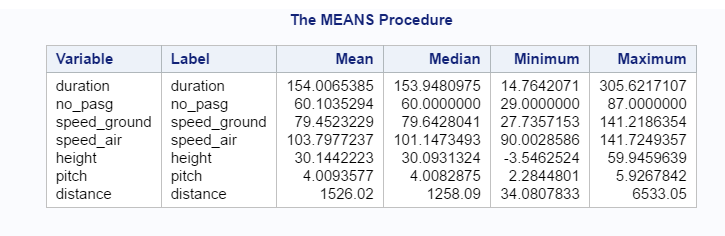 The MEANS Procedure
Variable Label Mean Median Minimum Maximum
duration duration 154.0065385 153.9480975 14.7642071 305.6217107
no_pasg no_pasg 60.1035294 60.0000000 29.0000000 87.0000000
speed_ground speed_ground 79.4523229 79.6428041 27.7357153 141.2186354
speed_air speed_air 103.7977237 101.1473493 90.0028586 141.7249357
height height 30.1442223 30.0931324 -3.5462524 59.9459639
pitch pitch 4.0093577 4.0082875 2.2844801 5.9267842
distance distance 1526.02 1258.09 34.0807833 6533.05